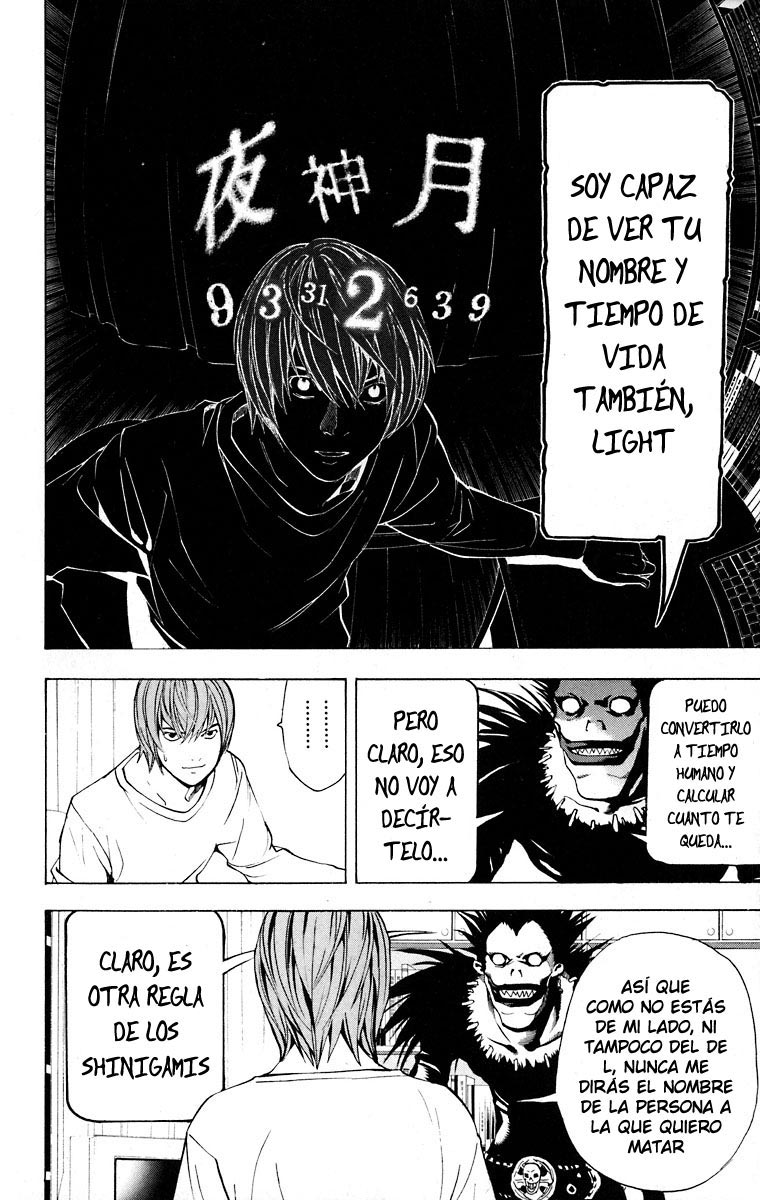 SOY CAPAZ
DE VER TU
NOMBRE Y
TIEMPO DE
VIDA
TAMBIÉN,
LIGHT
夜神月
9 3 31 2 6 3 9
PUEDO
CONVERTIRLO
A TIEMPO
HUMANO Y
CALCULAR
CUANTO TE
QUEDA...
PERO
CLARO, ESO
NO VOY A
DECÍR-
TELO...
ASÍ QUE
COMO NO ESTÁS
DE MI LADO, NI
TAMPOCO DEL DE
L, NUNCA ME
DIRÁS EL NOMBRE
DE LA PERSONA A
LA QUE QUIERO
MATAR
CLARO, ES
OTRA REGLA
DE LOS
SHINIGAMIS